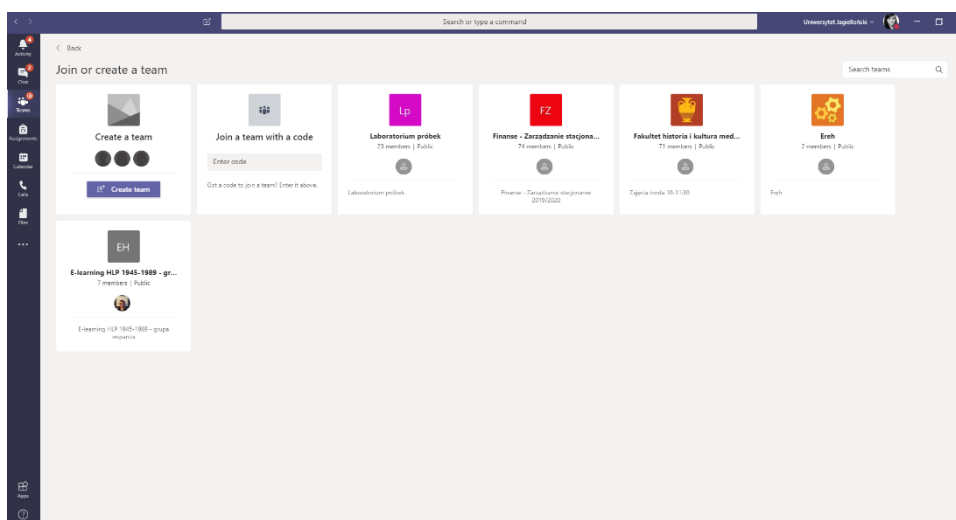 Search or type a command
Uniwersytet Jagielloński
4
Activity
< Back
2
Chat
Join or create a team
Search teams
Teams
Assignments
Calendar
Calls
Files
Create a team
Create team
Join a team with a code
Enter code
Got a code to join a team? Enter it above.
Lp
Laboratorium próbek
23 members | Public
Laboratorium próbek
FZ
Finanse - Zarządzanie stacjona...
74 members | Public
Finanse - Zarządzanie stacjonarne
2019/2020
Fakultet historia i kultura med...
71 members | Public
Zajęcia środa 10-11:30
Ereh
2 members | Public
Ereh
EH
E-learning HLP 1945-1989 - gr...
7 members | Public
E-learning HLP 1945-1989 - grupa
wsparcia
Apps